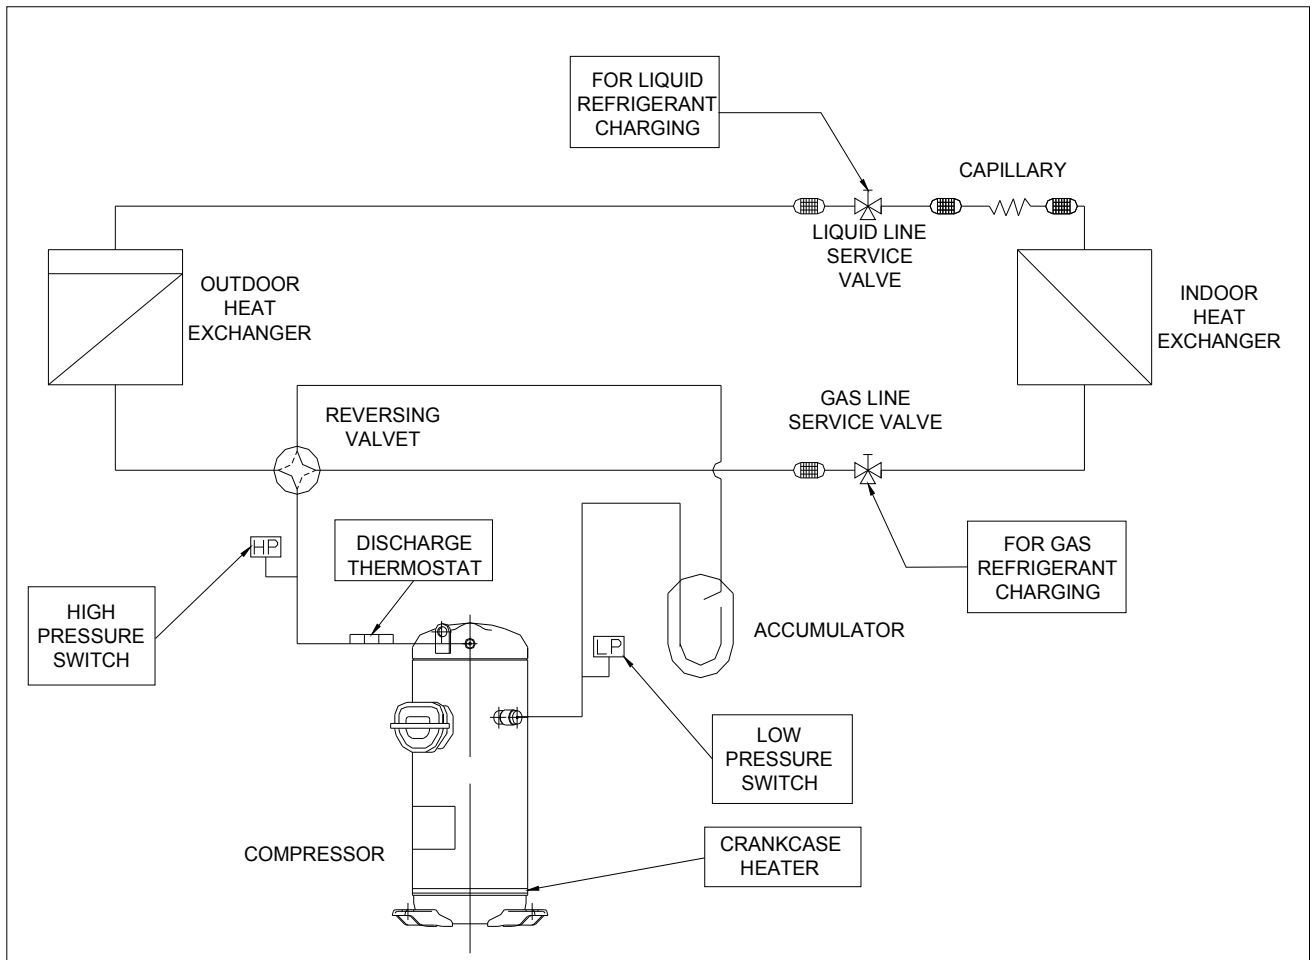 FOR LIQUID
REFRIGERANT
CHARGING
CAPILLARY
LIQUID LINE
SERVICE
VALVE
OUTDOOR
HEAT
EXCHANGER
INDOOR
HEAT
EXCHANGER
REVERSING
VALVET
GAS LINE
SERVICE VALVE
HP
DISCHARGE
THERMOSTAT
FOR GAS
REFRIGERANT
CHARGING
HIGH
PRESSURE
SWITCH
ACCUMULATOR
LP
LOW
PRESSURE
SWITCH
COMPRESSOR
CRANKCASE
HEATER